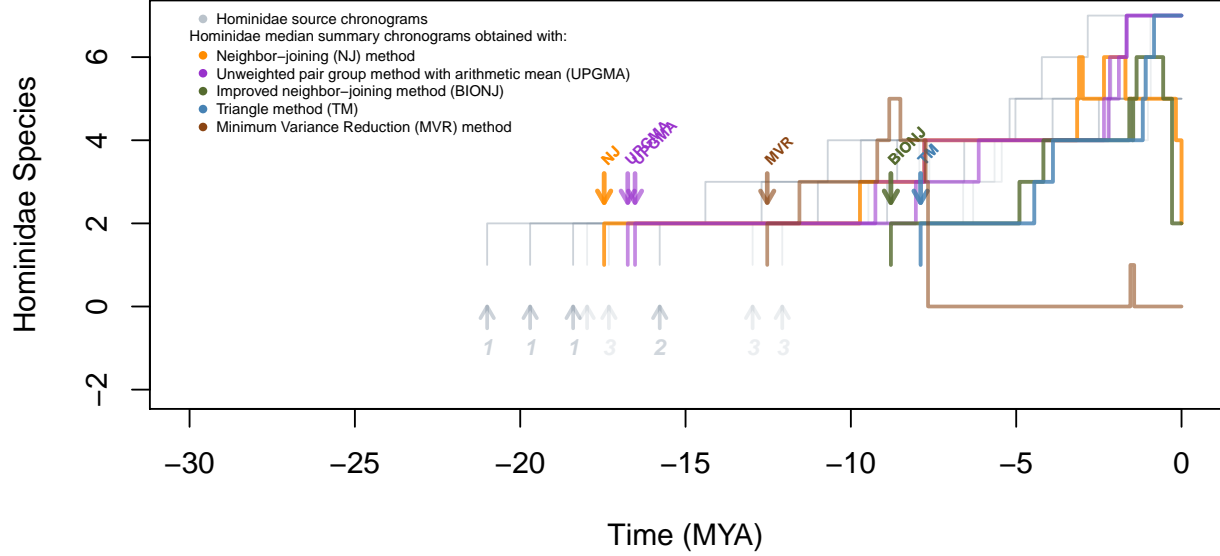 Hominidae source chronograms
Hominidae median summary chronograms obtained with:
Neighbor−joining (NJ) method
Unweighted pair group method with arithmetic mean (UPGMA)
Improved neighbor−joining method (BIONJ)
Triangle method (TM)
Minimum Variance Reduction (MVR) method
NJ
UPGMA
UPGMA
MVR
BIONJ
TM
Hominidae Species
6
4
2
0
−2
1
1
1
3
2
3
3
−30
−25
−20
−15
−10
−5
0
Time (MYA)